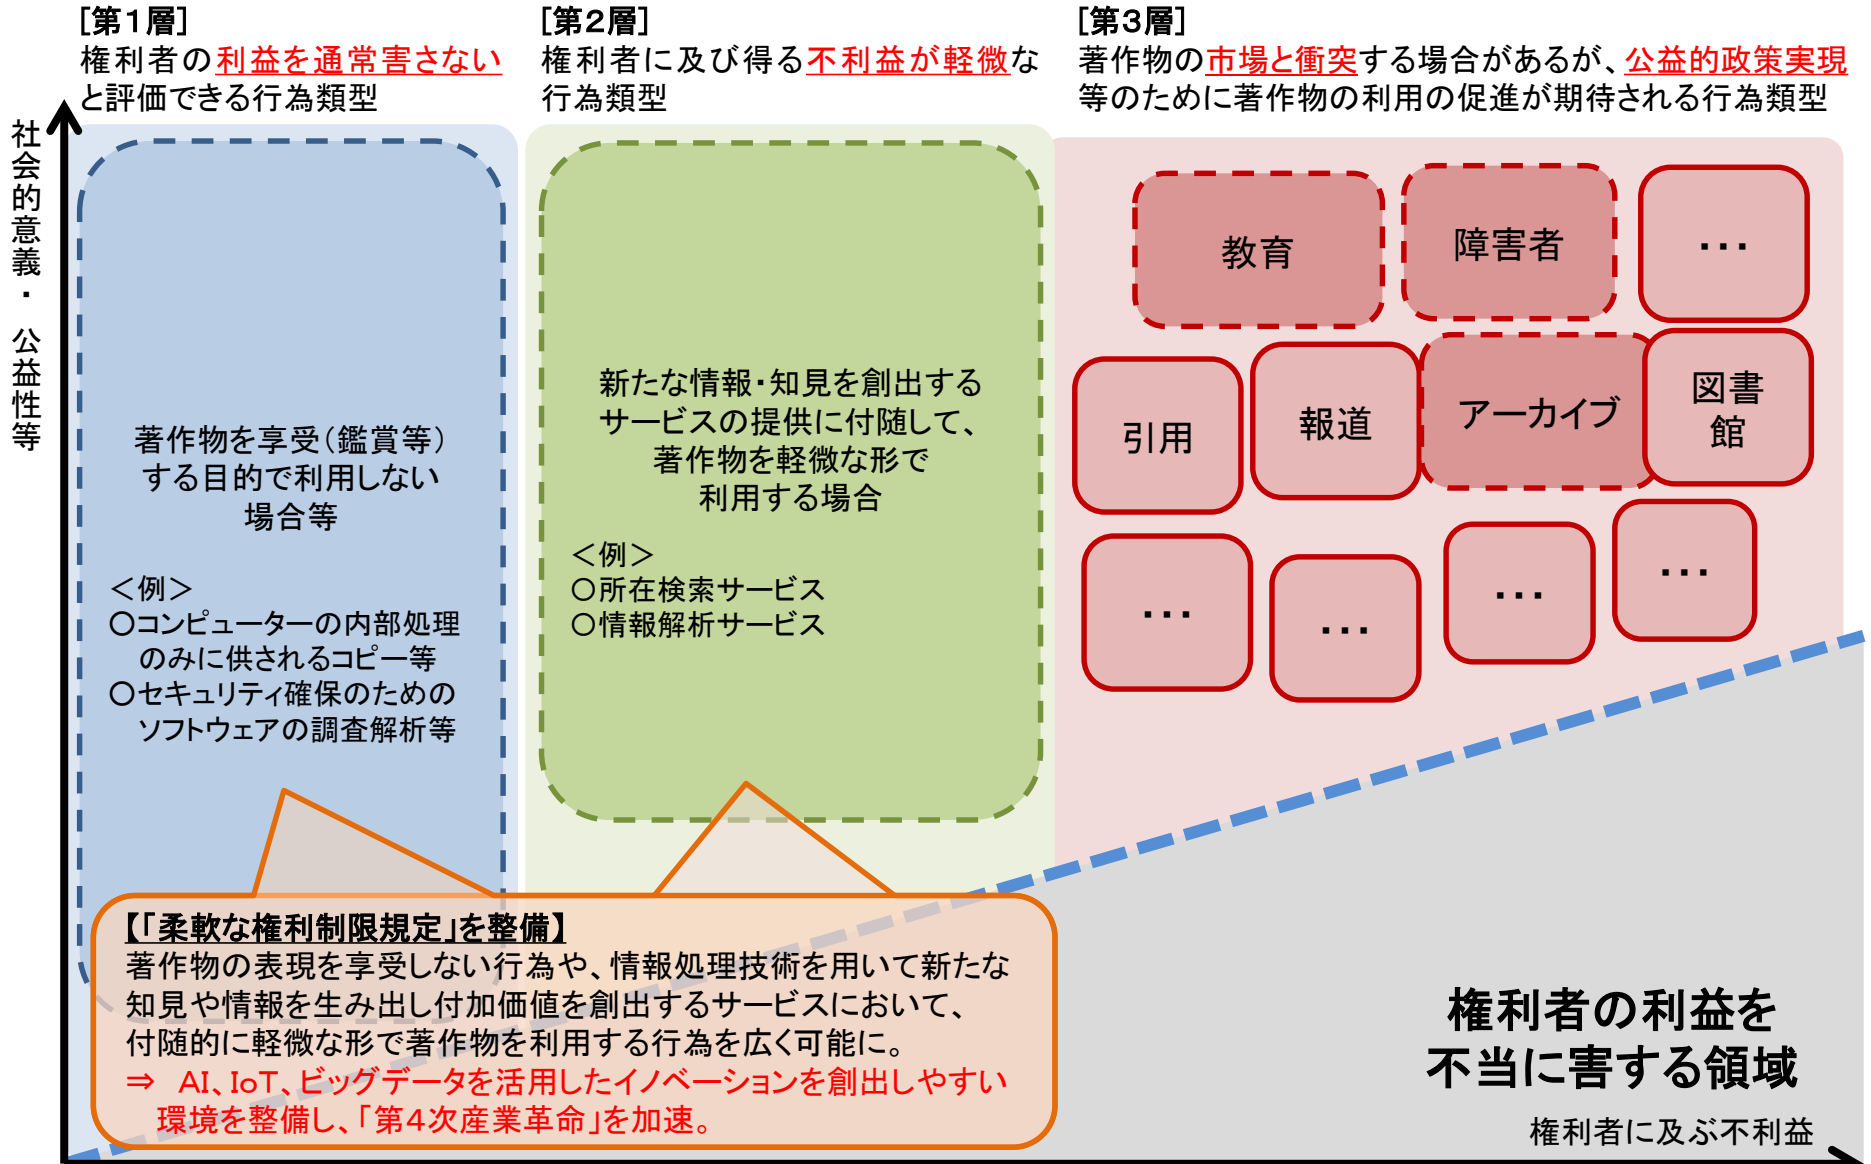 [第１層]
権利者の利益を通常害さない
と評価できる行為類型
[第２層]
権利者に及び得る不利益が軽微な
行為類型
[第３層]
著作物の市場と衝突する場合があるが、公益的政策実現
等のために著作物の利用の促進が期待される行為類型
社会的意義・公益性等
著作物を享受（鑑賞等）
する目的で利用しない
場合等
＜例＞
○コンピューターの内部処理
のみに供されるコピー等
○セキュリティ確保のための
ソフトウェアの調査解析等
新たな情報・知見を創出する
サービスの提供に付随して、
著作物を軽微な形で
利用する場合
＜例＞
○所在検索サービス
○情報解析サービス
教育
障害者
・・・
引用
報道
アーカイブ
図書
館
・・・
・・・
・・・
・・・
【「柔軟な権利制限規定」を整備】
著作物の表現を享受しない行為や、情報処理技術を用いて新たな
知見や情報を生み出し付加価値を創出するサービスにおいて、
付随的に軽微な形で著作物を利用する行為を広く可能に。
⇒　ＡＩ、ＩｏＴ、ビッグデータを活用したイノベーションを創出しやすい
環境を整備し、「第４次産業革命」を加速。
権利者の利益を
不当に害する領域
権利者に及ぶ不利益